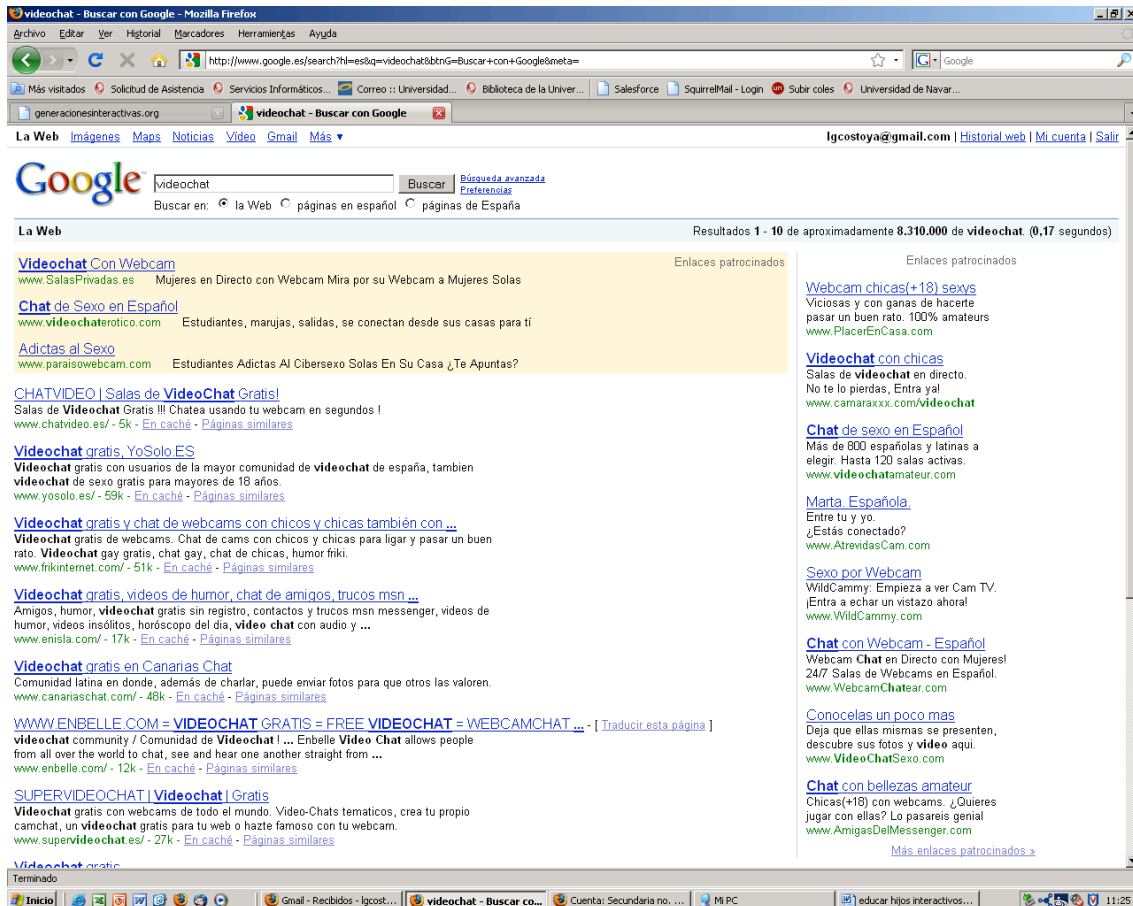 videochat - Buscar con Google - Mozilla Firefox
Archivo Editar Ver Historial Marcadores Herramientas Ayuda
http://www.google.es/search?hl=es&q=videochat&btnG=Buscar+con+Google&meta=
Google
Más visitados Solicitud de Asistencia Servicios Informáticos... Correo :: Universidad... Biblioteca de la Univer... Salesforce SquirrelMail - Login Subir coles Universidad de Navar...
generacionesinteractivas.org videochat - Buscar con Google
La Web Imágenes Maps Noticias Vídeo Gmail Más ▼
lgcostoya@gmail.com | Historial web | Mi cuenta | Salir
Google
videochat
Buscar
Búsqueda avanzada
Preferencias
Buscar en: la Web páginas en español páginas de España
La Web
Resultados 1 - 10 de aproximadamente 8.310.000 de videochat. (0,17 segundos)
Videochat Con Webcam
Enlaces patrocinados
www.SalasPrivadas.es Mujeres en Directo con Webcam Mira por su Webcam a Mujeres Solas
Chat de Sexo en Español
www.videochaterotico.com Estudiantes, marujas, salidas, se conectan desde sus casas para tí
Adictas al Sexo
www.paraisowebcam.com Estudiantes Adictas Al Cibersexo Solas En Su Casa ¿Te Apuntas?
CHATVIDEO | Salas de VideoChat Gratis!
Salas de Videochat Gratis !!! Chatea usando tu webcam en segundos !
www.chatvideo.es/ - 5k - En caché - Páginas similares
Videochat gratis, YoSolo.ES
Videochat gratis con usuarios de la mayor comunidad de videochat de españa, tambien
videochat de sexo gratis para mayores de 18 años.
www.yosolo.es/ - 59k - En caché - Páginas similares
Videochat gratis y chat de webcams con chicos y chicas también con ...
Videochat gratis de webcams. Chat de cams con chicos y chicas para ligar y pasar un buen
rato. Videochat gay gratis, chat gay, chat de chicas, humor friki.
www.frikinternet.com/ - 51k - En caché - Páginas similares
Videochat gratis, videos de humor, chat de amigos, trucos msn ...
Amigos, humor, videochat gratis sin registro, contactos y trucos msn messenger, videos de
humor, videos insólitos, horóscopo del dia, video chat con audio y ...
www.enisla.com/ - 17k - En caché - Páginas similares
Videochat gratis en Canarias Chat
Comunidad latina en donde, además de charlar, puede enviar fotos para que otros las valoren.
www.canariaschat.com/ - 48k - En caché - Páginas similares
WWW.ENBELLE.COM = VIDEOCHAT GRATIS = FREE VIDEOCHAT = WEBCAMCHAT ... - [ Traducir esta página ]
videochat community / Comunidad de Videochat ! ... Enbelle Video Chat allows people
from all over the world to chat, see and hear one another straight from ...
www.enbelle.com/ - 12k - En caché - Páginas similares
SUPERVIDEOCHAT | Videochat | Gratis
Videochat gratis con webcams de todo el mundo. Video-Chats tematicos, crea tu propio
camchat, un videochat gratis para tu web o hazte famoso con tu webcam.
www.supervideochat.es/ - 27k - En caché - Páginas similares
Videochat gratis
Enlaces patrocinados
Webcam chicas(+18) sexys
Viciosas y con ganas de hacerte
pasar un buen rato. 100% amateurs
www.PlacerEnCasa.com
Videochat con chicas
Salas de videochat en directo.
No te lo pierdas, Entra ya!
www.camaraxxx.com/videochat
Chat de sexo en Español
Más de 800 españolas y latinas a
elegir. Hasta 120 salas activas.
www.videochatamateur.com
Marta. Española.
Entre tu y yo.
¿Estás conectado?
www.AtrevidasCam.com
Sexo por Webcam
WildCammy: Empieza a ver Cam TV.
¡Entra a echar un vistazo ahora!
www.WildCammy.com
Chat con Webcam - Español
Webcam Chat en Directo con Mujeres!
24/7 Salas de Webcams en Español.
www.WebcamChatear.com
Conocelas un poco mas
Deja que ellas mismas se presenten,
descubre sus fotos y video aqui.
www.VideoChatSexo.com
Chat con bellezas amateur
Chicas(+18) con webcams. ¿Quieres
jugar con ellas? Lo pasareis genial
www.AmigasDelMessenger.com
Más enlaces patrocinados »
Terminado
Inicio Gmail - Recibidos - lgcost... videochat - Buscar co... Cuenta: Secundaria no. ... Mi PC educar hijos interactivos... 11:25